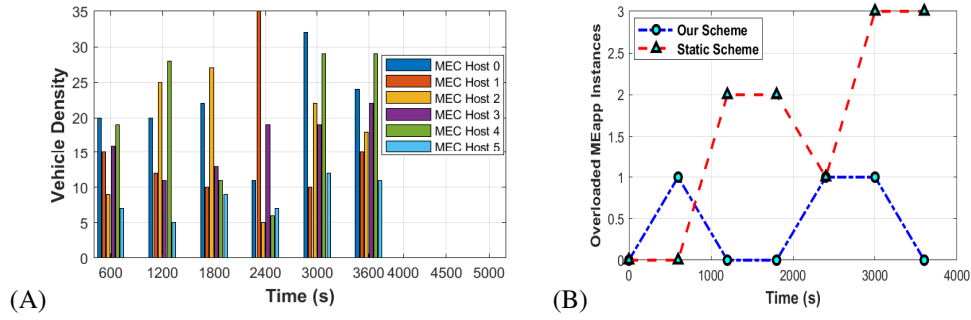 35
30
25
20
15
10
5
0
Vehicle Density
MEC Host 0
MEC Host 1
MEC Host 2
MEC Host 3
MEC Host 4
MEC Host 5
600 1200 1800 2400 3000 3600 4000 4500 5200
Time (s)
(A)
3
2.5
2
1.5
1
0.5
0
Overloaded MEapp Instances
Our Scheme
Static Scheme
0 1000 2000 3000 4000
Time (s)
(B)